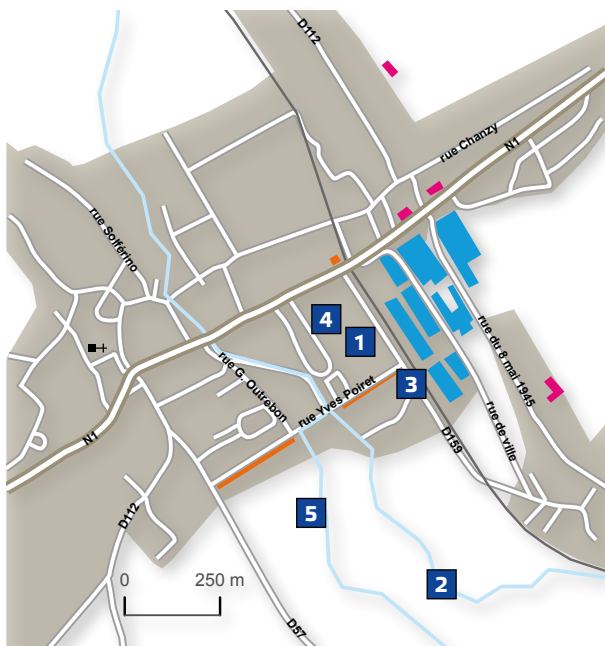 D112
rue Chanzy
N1
rue Solférino
4
1
rue G. Outrebon
rue Yves Poiret
3
rue du 8 mai 1945
rue de ville
D159
N1
D112
5
2
0 250 m
D57